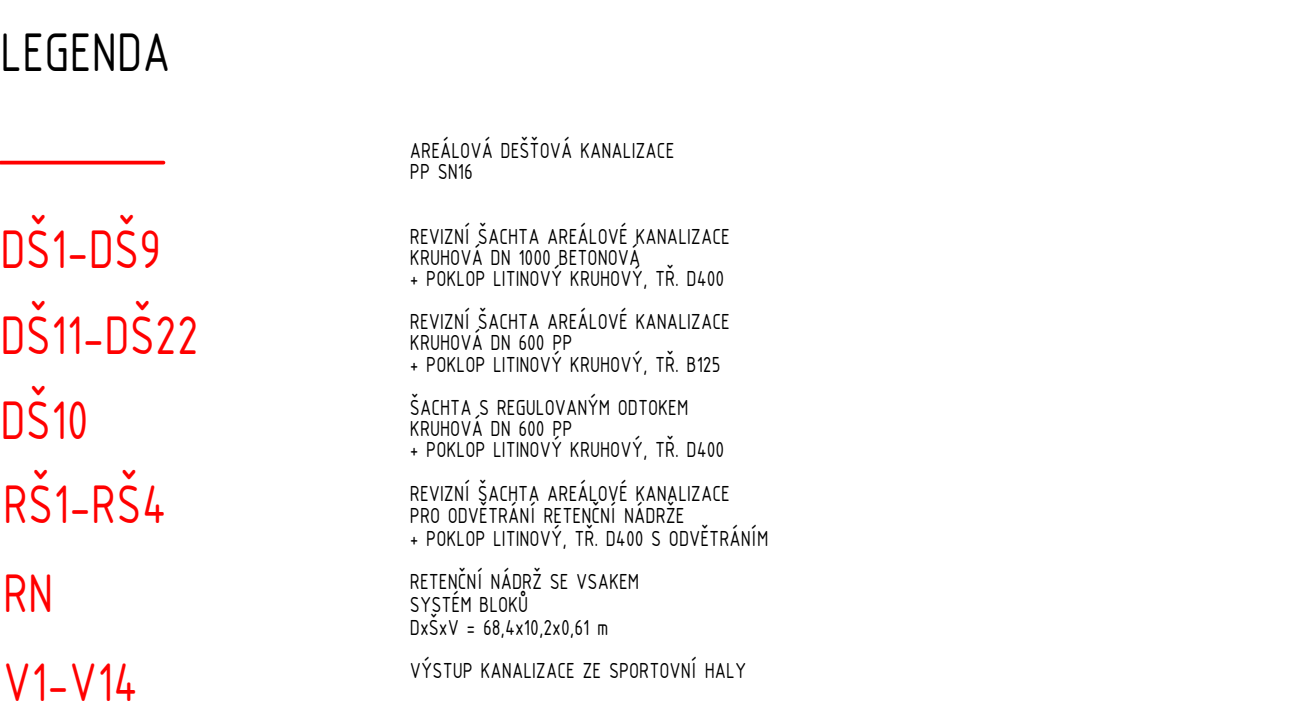 LEGENDA
AREÁLOVÁ DEŠŤOVÁ KANALIZACE
PP SN16
DŠ1-DŠ9
REVIZNÍ ŠACHTA AREÁLOVÉ KANALIZACE
KRUHOVÁ DN 1000 BETONOVÁ
+ POKLOP LITINOVÝ KRUHOVÝ, TŘ. D400
DŠ11-DŠ22
REVIZNÍ ŠACHTA AREÁLOVÉ KANALIZACE
KRUHOVÁ DN 600 PP
+ POKLOP LITINOVÝ KRUHOVÝ, TŘ. B125
DŠ10
ŠACHTA S REGULOVANÝM ODTOKEM
KRUHOVÁ DN 600 PP
+ POKLOP LITINOVÝ KRUHOVÝ, TŘ. D400
RŠ1-RŠ4
REVIZNÍ ŠACHTA AREÁLOVÉ KANALIZACE
PRO ODVĚTRÁNÍ RETENČNÍ NÁDRŽE
+ POKLOP LITINOVÝ, TŘ. D400 S ODVĚTRÁNÍM
RN
RETENČNÍ NÁDRŽ SE VSAKEM
SYSTÉM BLOKŮ
DxŠxV = 68,4x10,2x0,61 m
V1-V14
VÝSTUP KANALIZACE ZE SPORTOVNÍ HALY